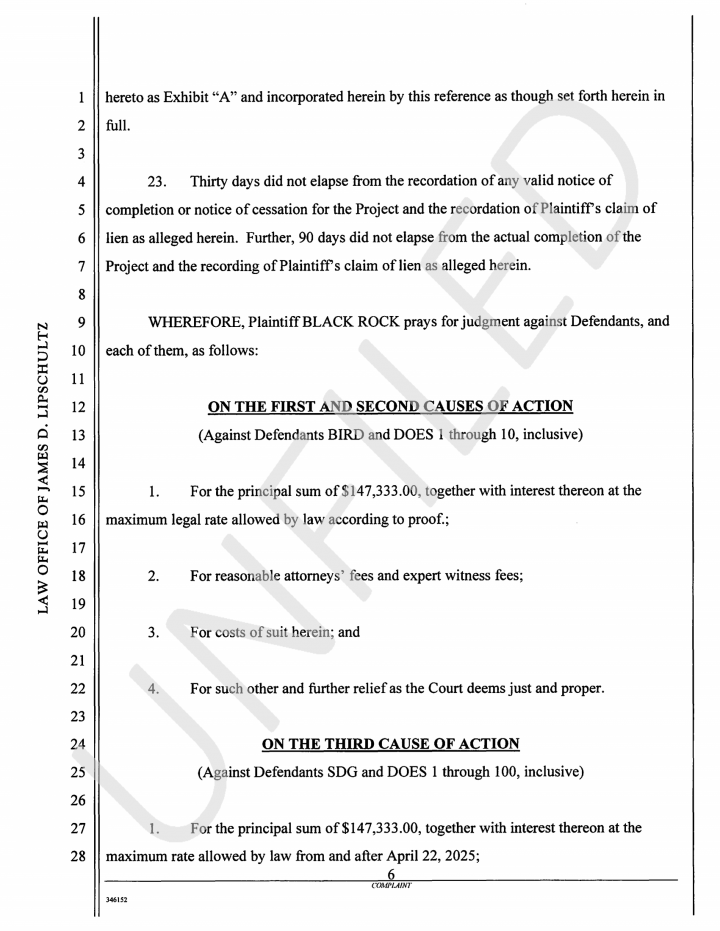 LAW OFFICE OF JAMES D. LIPSCHULTZ
1 hereto as Exhibit “A” and incorporated herein by this reference as though set forth herein in
2 full.
3
4 23. Thirty days did not elapse from the recordation of any valid notice of
5 completion or notice of cessation for the Project and the recordation of Plaintiff's claim of
6 lien as alleged herein. Further, 90 days did not elapse from the actual completion of the
7 Project and the recording of Plaintiff's claim of lien as alleged herein.
8
9 WHEREFORE, Plaintiff BLACK ROCK prays for judgment against Defendants, and
10 each of them, as follows:
11
12 ON THE FIRST AND SECOND CAUSES OF ACTION
13 (Against Defendants BIRD and DOES 1 through 10, inclusive)
14
15 1. For the principal sum of $147,333.00, together with interest thereon at the
16 maximum legal rate allowed by law according to proof.;
17
18 2. For reasonable attorneys' fees and expert witness fees;
19
20 3. For costs of suit herein; and
21
22 4. For such other and further relief as the Court deems just and proper.
23
24 ON THE THIRD CAUSE OF ACTION
25 (Against Defendants SDG and DOES 1 through 100, inclusive)
26
27 1. For the principal sum of $147,333.00, together with interest thereon at the
28 maximum rate allowed by law from and after April 22, 2025;
6
COMPLAINT
346152
UNFILED